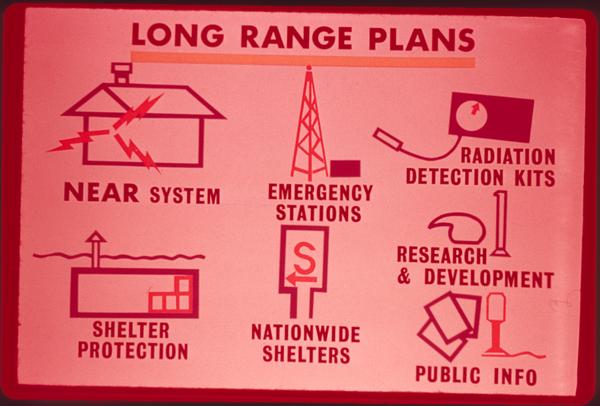 LONG RANGE PLANS
NEAR SYSTEM
EMERGENCY
STATIONS
RADIATION
DETECTION KITS
SHELTER
PROTECTION
S
NATIONWIDE
SHELTERS
RESEARCH
& DEVELOPMENT
PUBLIC INFO